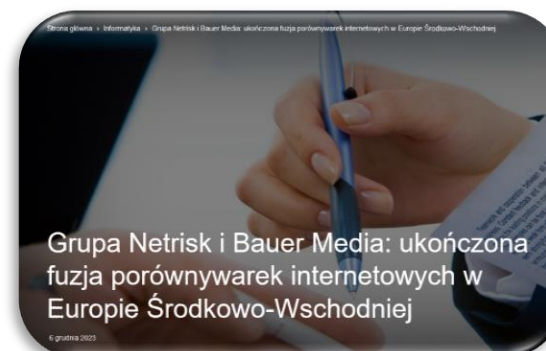 Strona główna » Informatyka » Grupa Netrisk i Bauer Media: ukończona fuzja porównywarek internetowych w Europie Środkowo-Wschodniej
Grupa Netrisk i Bauer Media: ukończona
fuzja porównywarek internetowych w
Europie Środkowo-Wschodniej
6 grudnia 2023